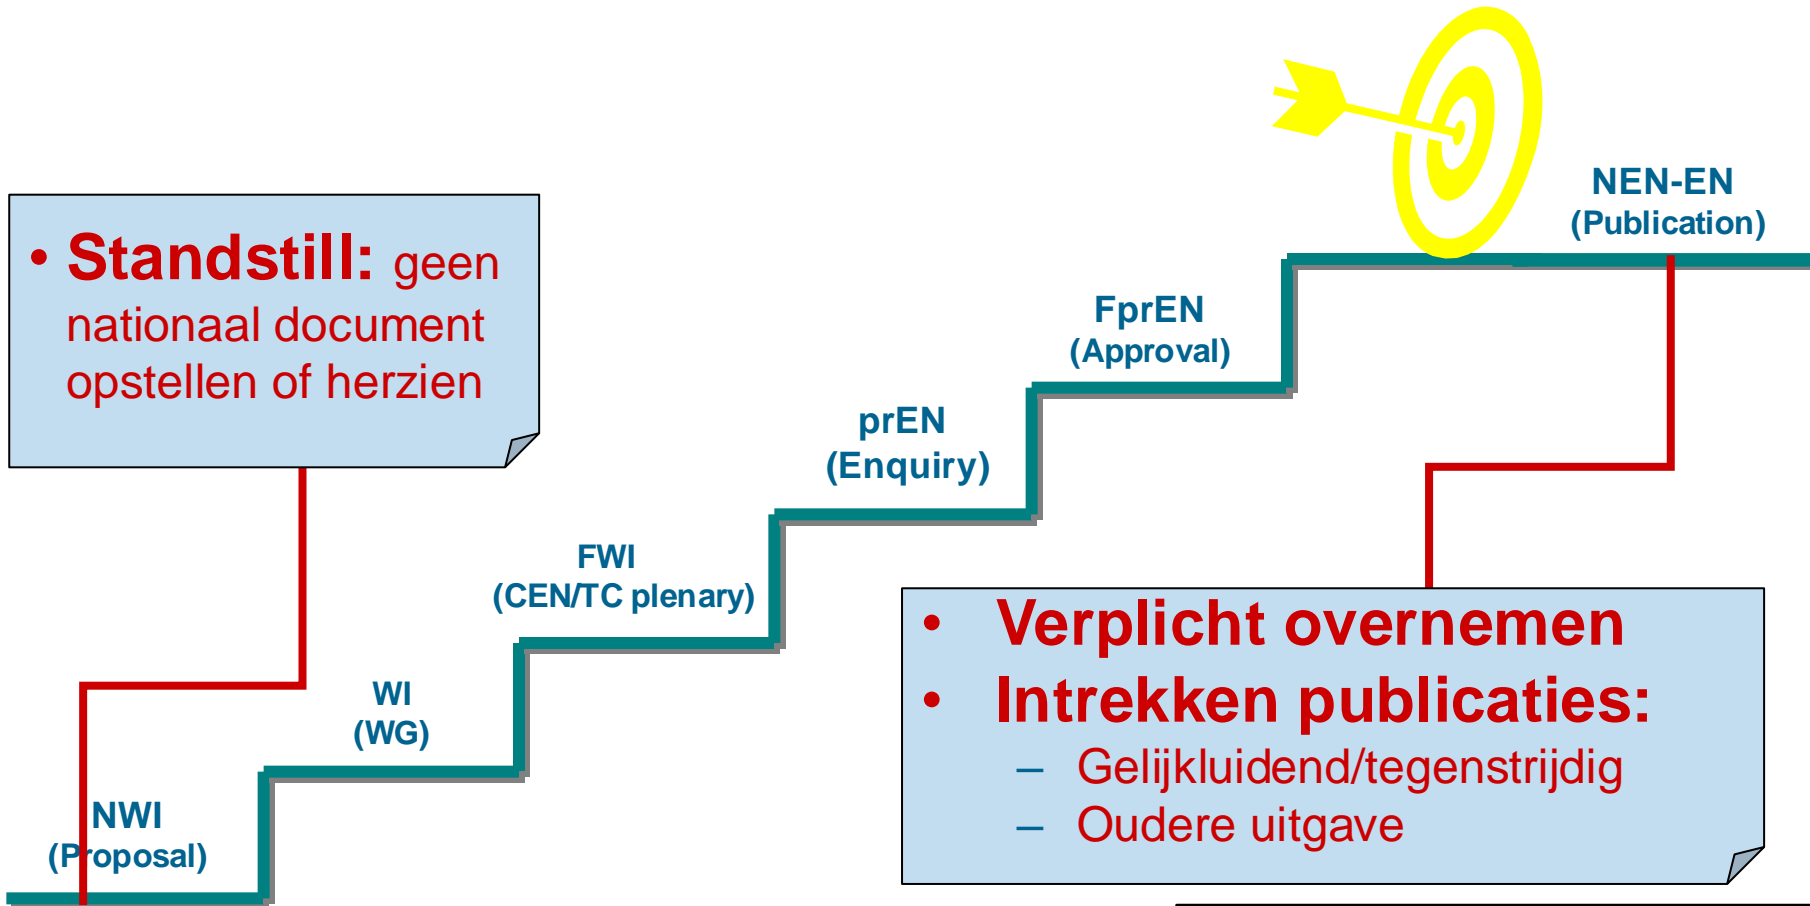 NEN-EN
(Publication)
• Standstill: geen
nationaal document
opstellen of herzien
FprEN
(Approval)
prEN
(Enquiry)
FWI
(CEN/TC plenary)
• Verplicht overnemen
• Intrekken publicaties:
– Gelijkluidend/tegenstrijdig
– Oudere uitgave
WI
(WG)
NWI
(Proposal)